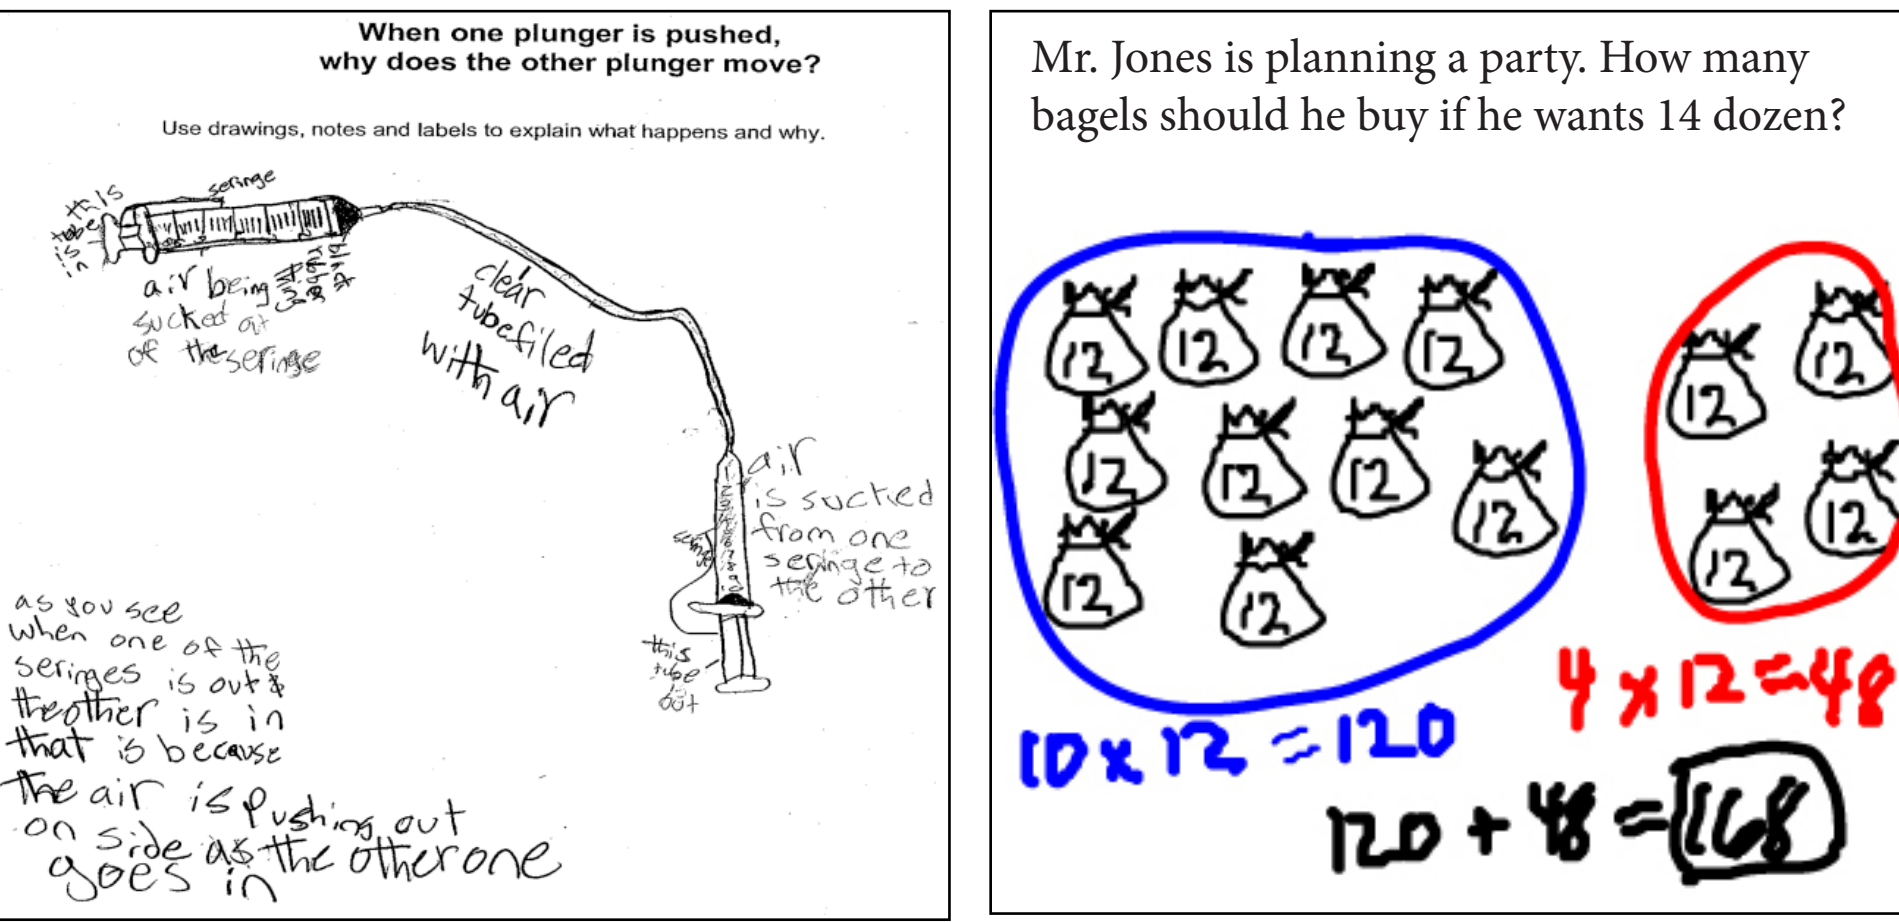 When one plunger is pushed,
why does the other plunger move?
Use drawings, notes and labels to explain what happens and why.
seringe
this
tube
is
in
air being
sucked out
of the seringe
clear
tube filed
with air
air
is sucked
from one
seringe to
the other
seringe
this
tube
is
out
as you see
when one of the
seringes is out &
the other is in
that is because
the air is pushing out
on side as the other one
goes in
Mr. Jones is planning a party. How many
bagels should he buy if he wants 14 dozen?
12 12 12 12
12 12 12 12
12 12
12 12
12 12
10 x 12 = 120
4 x 12 = 48
120 + 48 = 168